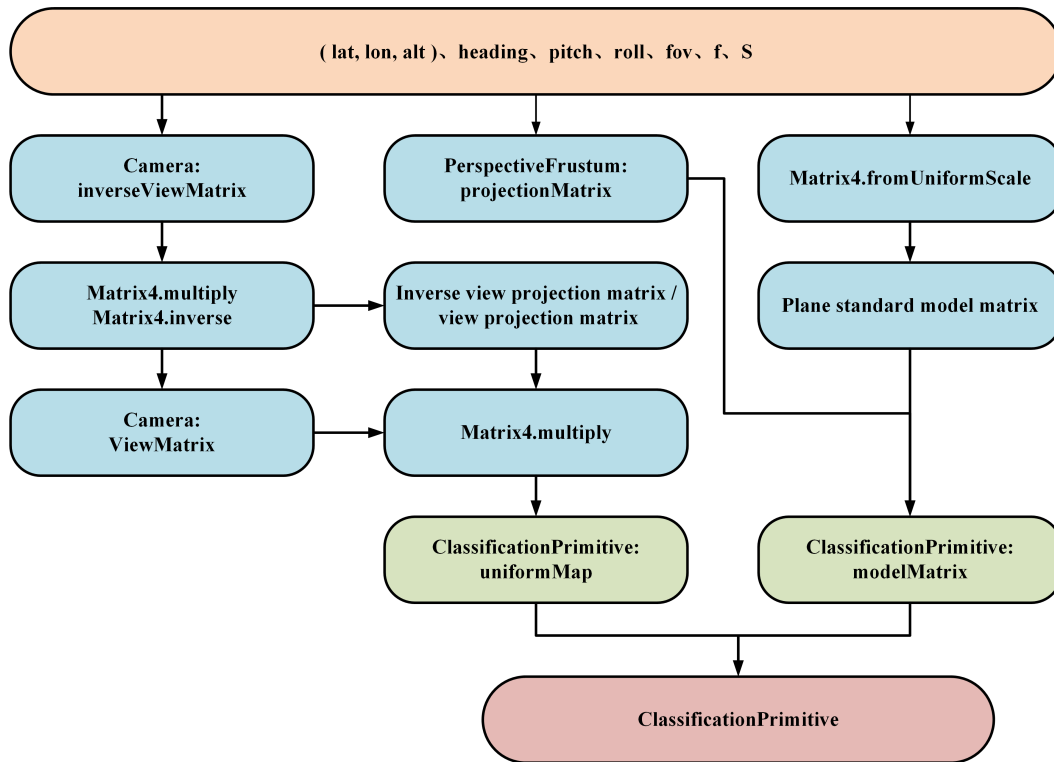 ( lat, lon, alt )、heading、pitch、roll、fov、f、S
Camera:
inverseViewMatrix
PerspectiveFrustum:
projectionMatrix
Matrix4.fromUniformScale
Matrix4.multiply
Matrix4.inverse
Inverse view projection matrix /
view projection matrix
Plane standard model matrix
Camera:
ViewMatrix
Matrix4.multiply
ClassificationPrimitive:
uniformMap
ClassificationPrimitive:
modelMatrix
ClassificationPrimitive